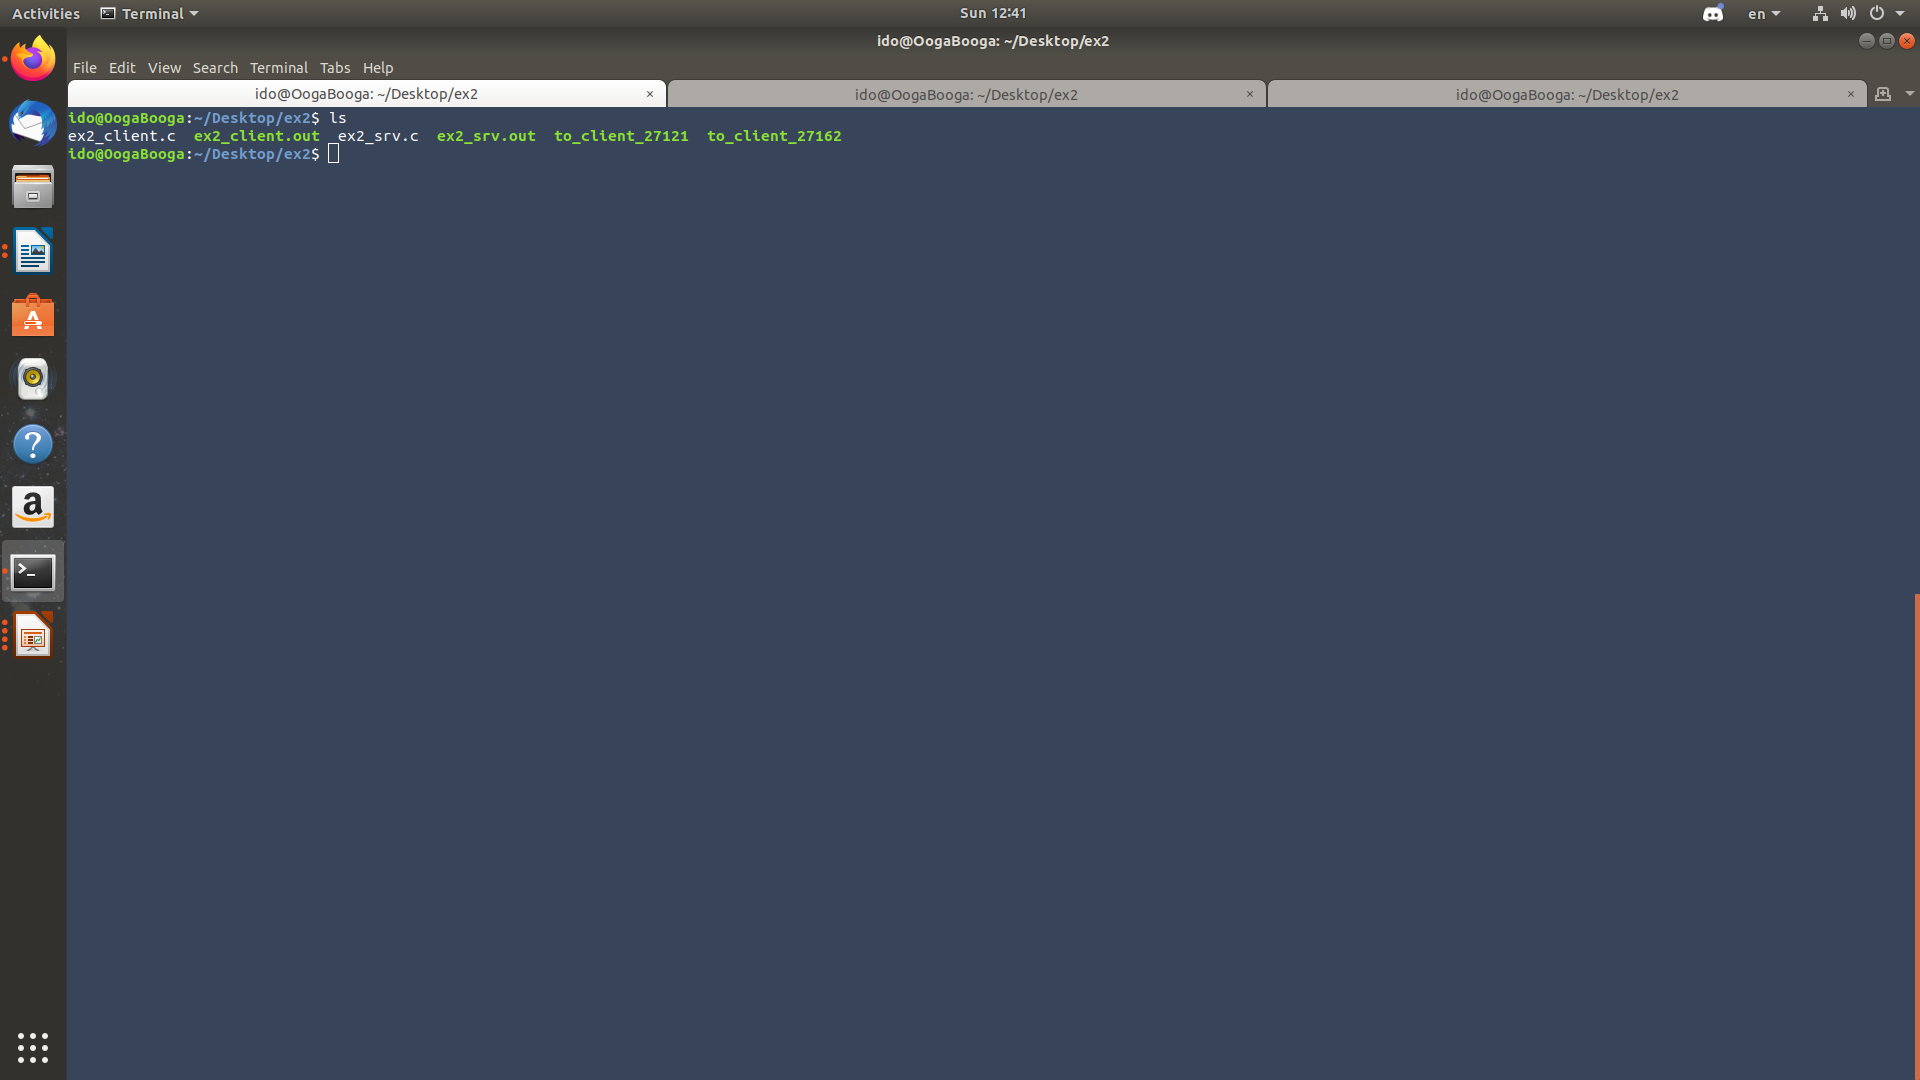 Activities Terminal Sun 12:41 en
ido@OogaBooga: ~/Desktop/ex2
File Edit View Search Terminal Tabs Help
ido@OogaBooga: ~/Desktop/ex2 × ido@OogaBooga: ~/Desktop/ex2 × ido@OogaBooga: ~/Desktop/ex2 ×
ido@OogaBooga:~/Desktop/ex2$ ls
ex2_client.c ex2_client.out ex2_srv.c ex2_srv.out to_client_27121 to_client_27162
ido@OogaBooga:~/Desktop/ex2$